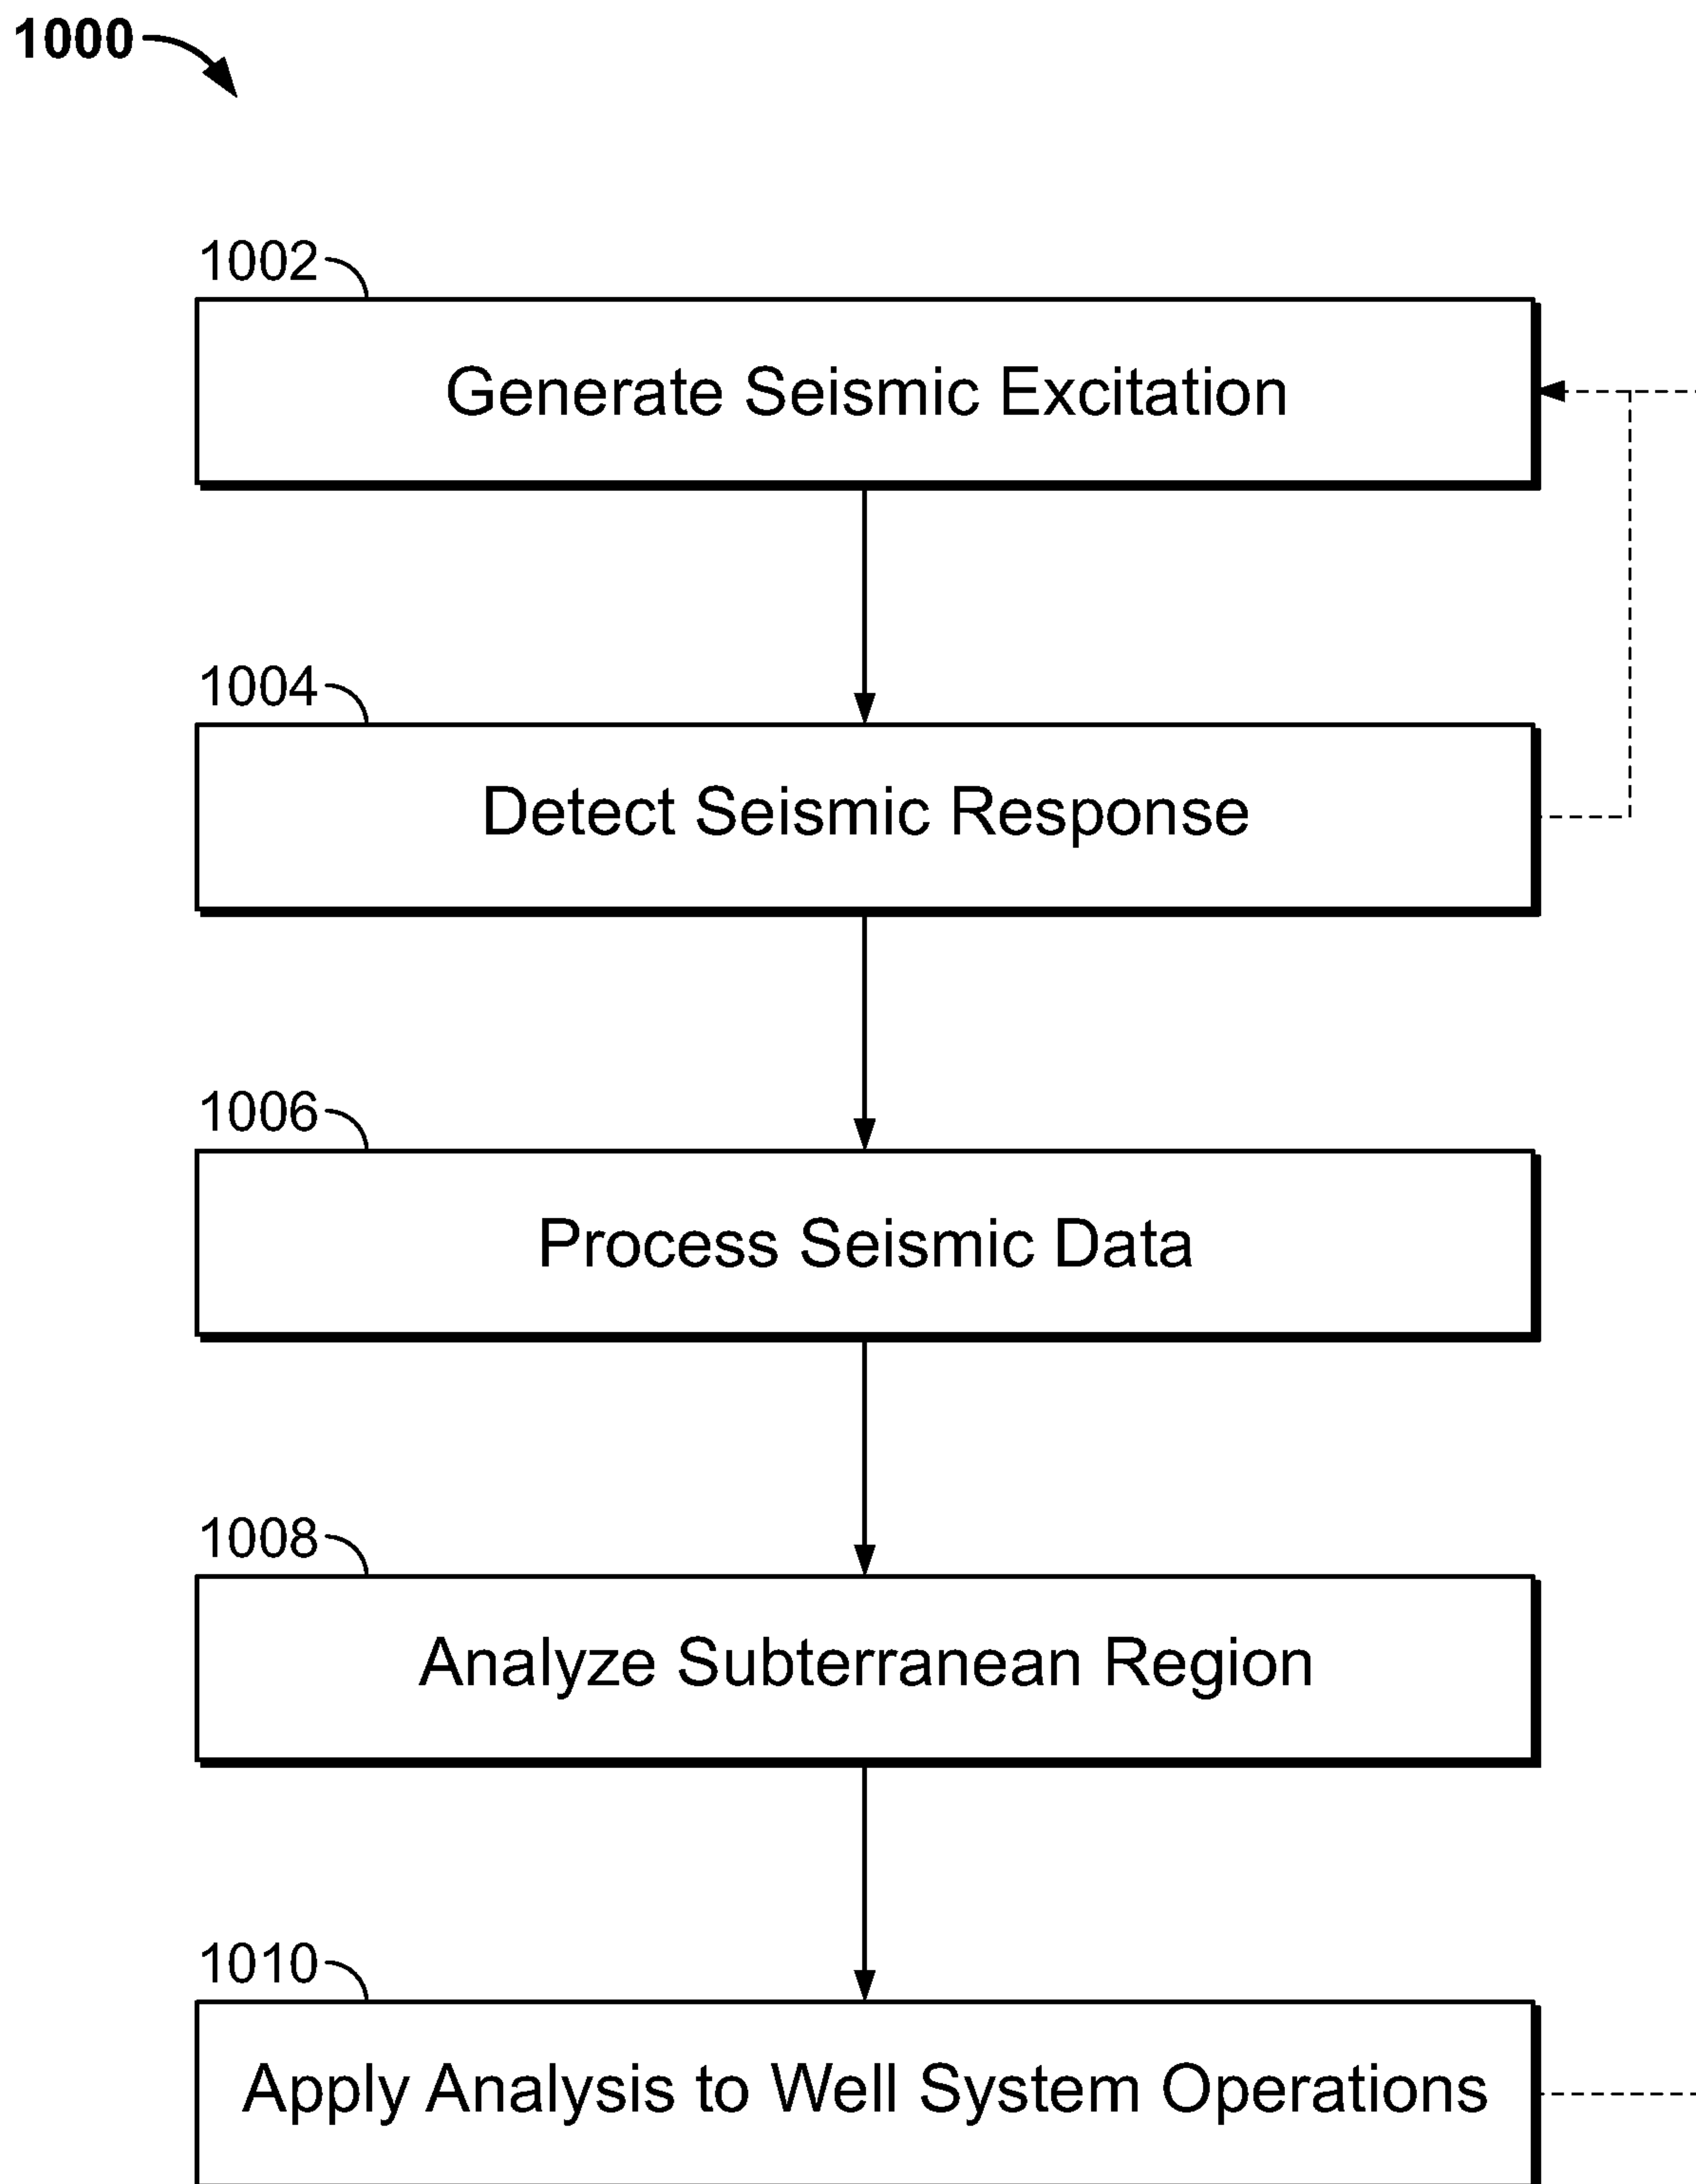 1000
1002
Generate Seismic Excitation
1004
Detect Seismic Response
1006
Process Seismic Data
1008
Analyze Subterranean Region
1010
Apply Analysis to Well System Operations